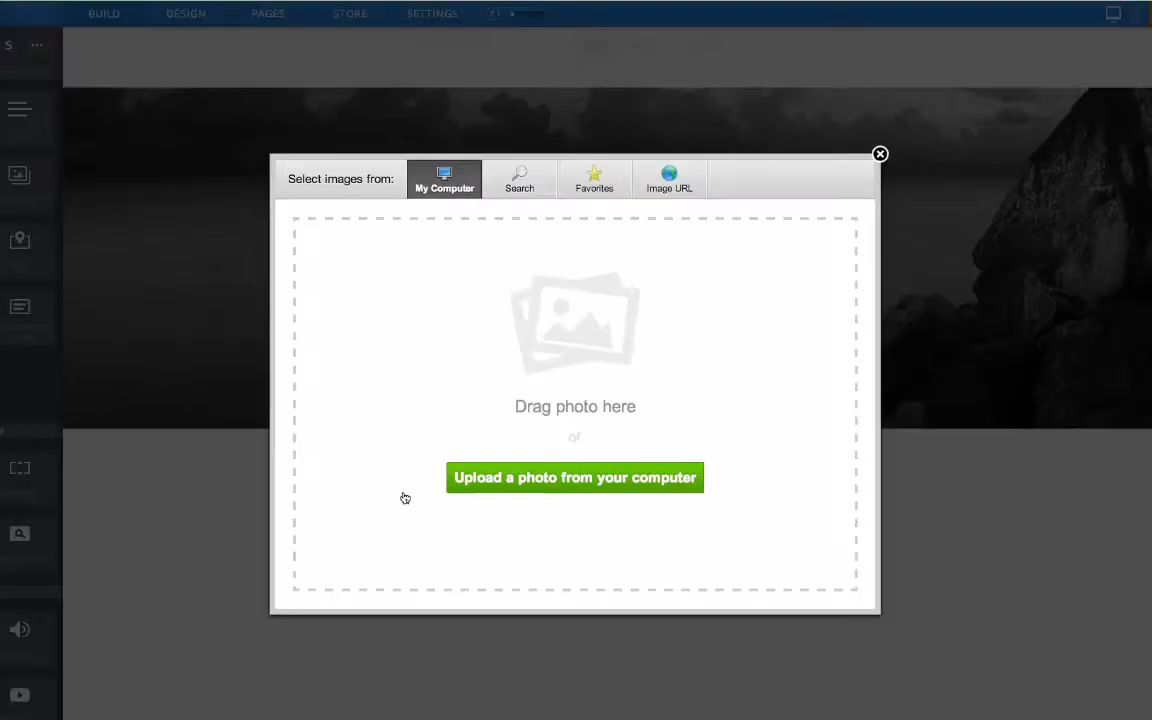 BUILD DESIGN PAGES STORE SETTINGS ?
S ...
Select images from: My Computer Search Favorites Image URL
Drag photo here
or
Upload a photo from your computer